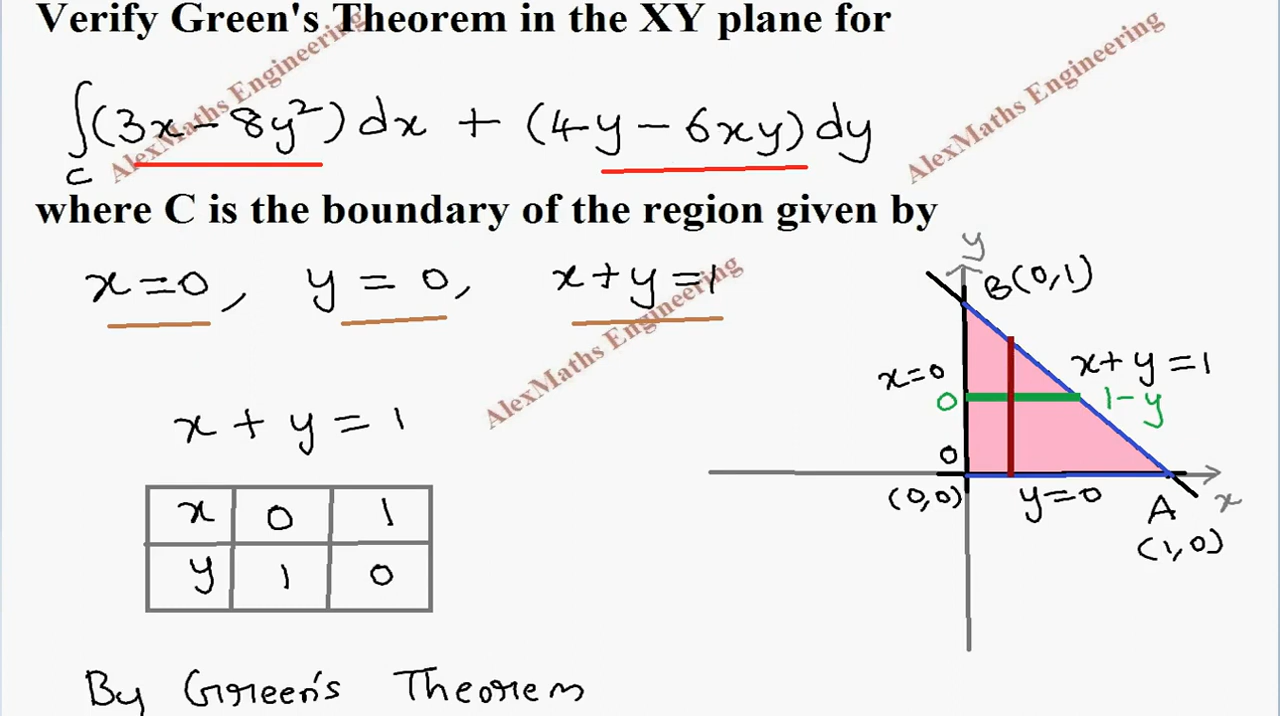 Verify Green's Theorem in the XY plane for
∫_C (3x - 8y²) dx + (4y - 6xy) dy
where C is the boundary of the region given by
x = 0, y = 0, x + y = 1
x + y = 1
x 0 1
y 1 0
By Green's Theorem
y
B(0,1)
x=0
x+y=1
0
1-y
0
(0,0)
y=0
A
x
(1,0)
AlexMaths Engineering
AlexMaths Engineering
AlexMaths Engineering